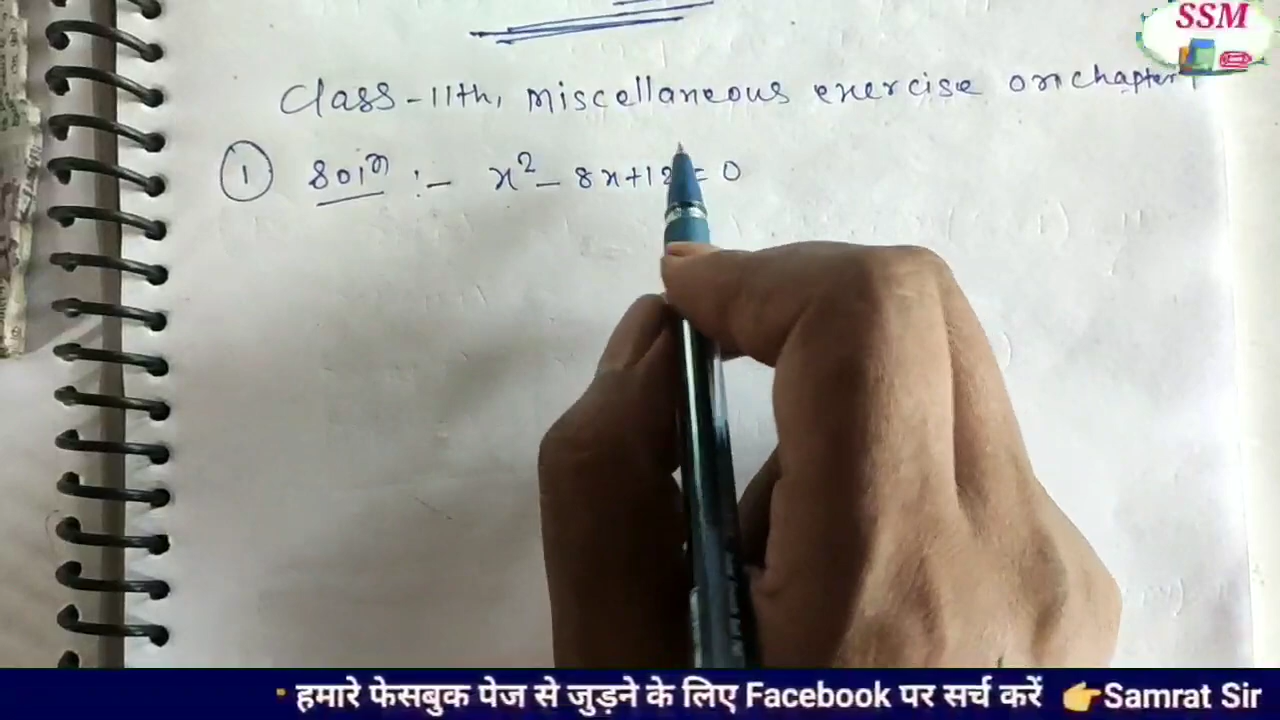 SSM
Class-11th, miscellaneous exercise on chapter 1
① Solⁿ :- x² - 8x + 12 = 0
· हमारे फेसबुक पेज से जुड़ने के लिए Facebook पर सर्च करें 👉Samrat Sir